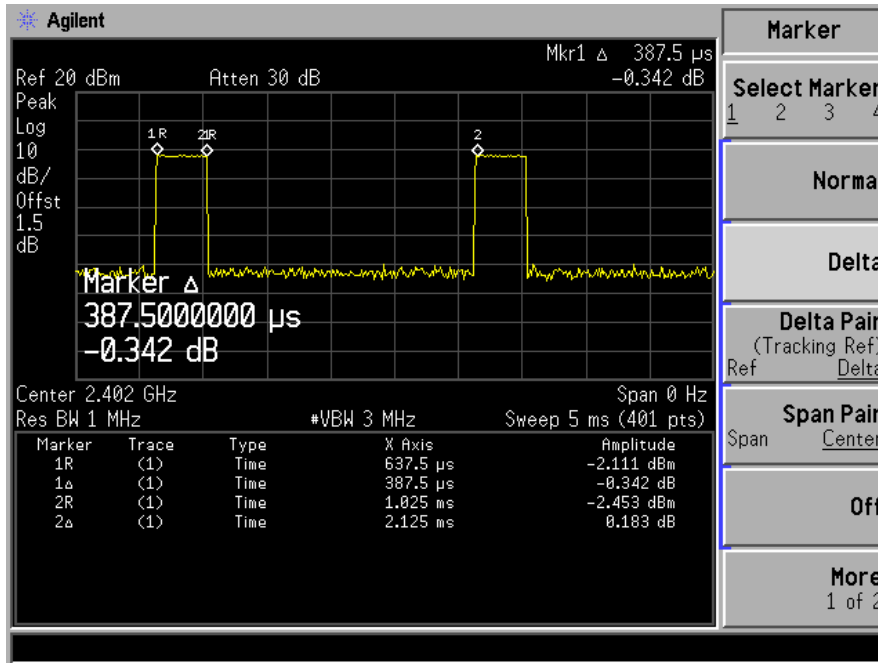 Agilent
Mkr1 Δ 387.5 µs
Ref 20 dBm Atten 30 dB -0.342 dB
Peak
Log
10
dB/
Offst
1.5
dB
1R 2 1R 2
Marker Δ
387.5000000 µs
-0.342 dB
Center 2.402 GHz Span 0 Hz
Res BW 1 MHz #VBW 3 MHz Sweep 5 ms (401 pts)
Marker Trace Type X Axis Amplitude
1R (1) Time 637.5 µs -2.111 dBm
1Δ (1) Time 387.5 µs -0.342 dB
2R (1) Time 1.025 ms -2.453 dBm
2Δ (1) Time 2.125 ms 0.183 dB
Marker
Select Marker
1 2 3 4
Norma
Delta
Delta Pair
(Tracking Ref)
Ref Delta
Span Pair
Span Center
Off
More
1 of 2